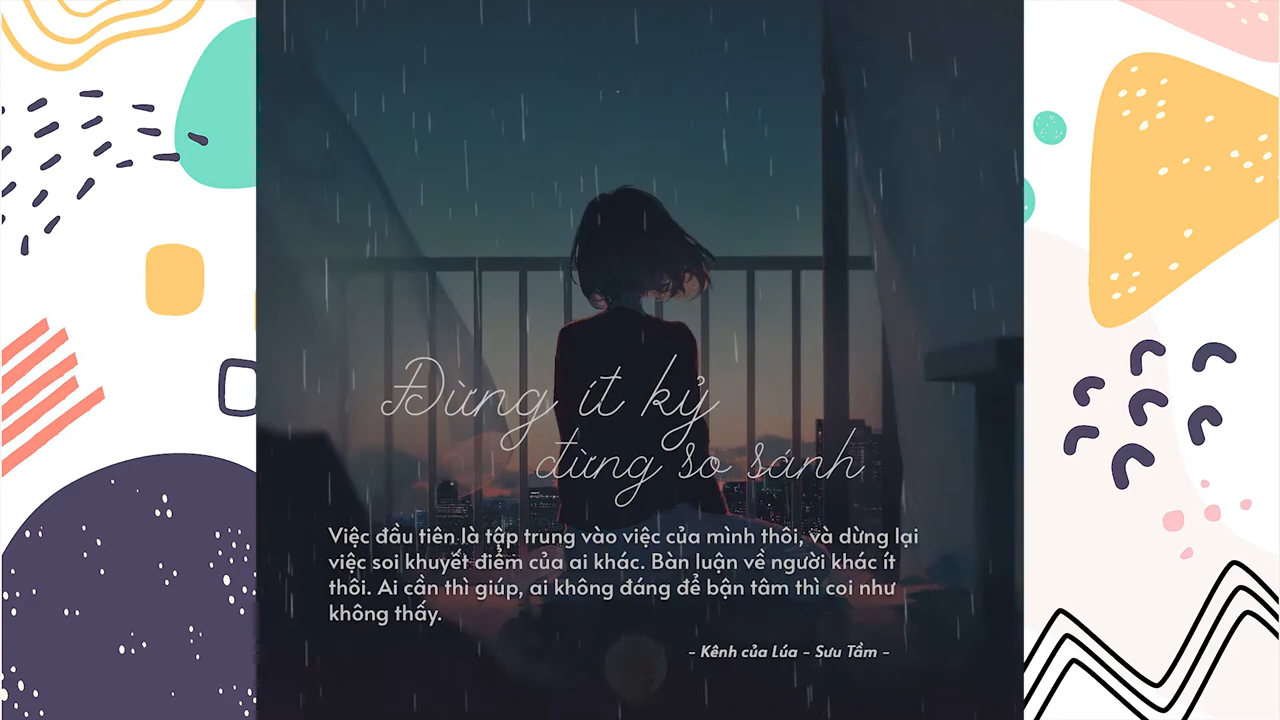 Đừng ít kỷ
đừng so sánh
Việc đầu tiên là tập trung vào việc của mình thôi, và dừng lại
việc soi khuyết điểm của ai khác. Bàn luận về người khác ít
thôi. Ai cần thì giúp, ai không đáng để bận tâm thì coi như
không thấy.
- Kênh của Lúa - Sưu Tầm -